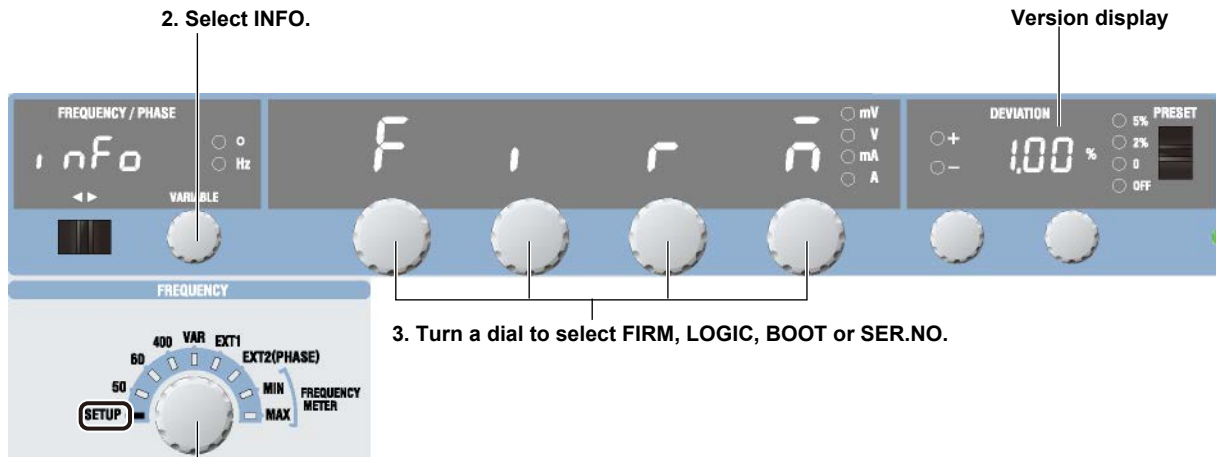 2. Select INFO.
Version display
FREQUENCY / PHASE
inFo
o
Hz
◄ ►
VARIABLE
Firm
mV
V
mA
A
DEVIATION
+
−
1.00 %
5%
2%
0
OFF
PRESET
3. Turn a dial to select FIRM, LOGIC, BOOT or SER.NO.
FREQUENCY
SETUP
50
60
400
VAR
EXT1
EXT2(PHASE)
MIN
MAX
FREQUENCY
METER